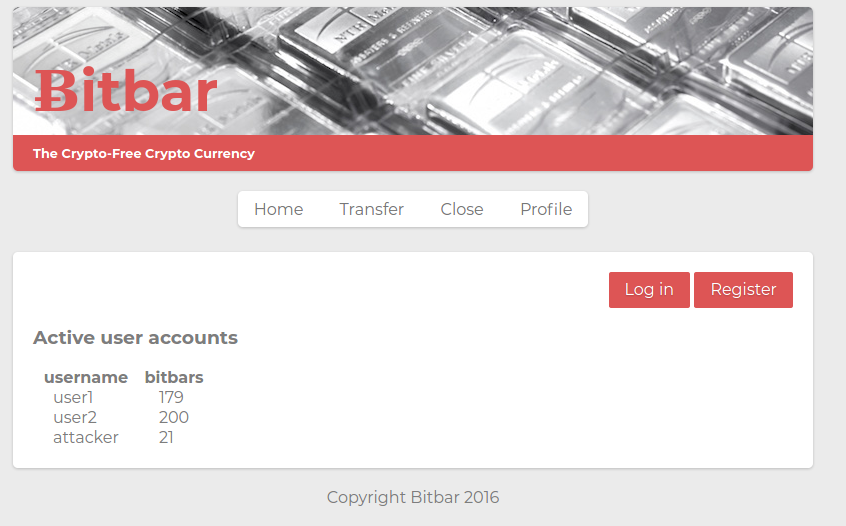 Ƀitbar
The Crypto-Free Crypto Currency
Home Transfer Close Profile
Log in Register
Active user accounts
username bitbars
user1 179
user2 200
attacker 21
Copyright Bitbar 2016